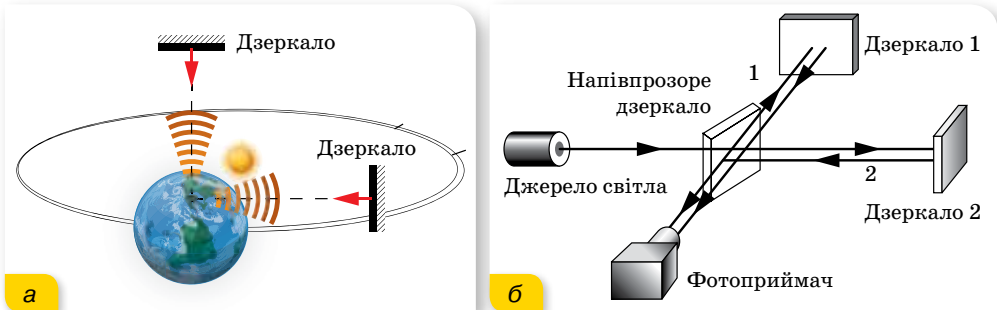 Дзеркало
Дзеркало
а
Дзеркало 1
1
Напівпрозоре
дзеркало
Джерело світла
2
Дзеркало 2
Фотоприймач
б